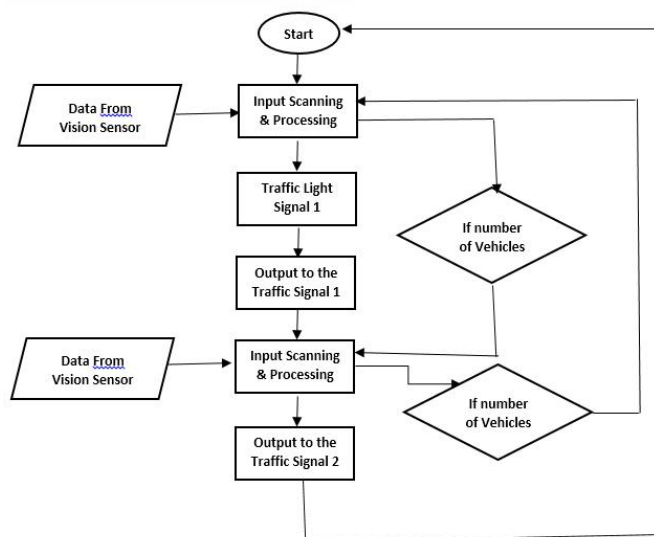 Start
Data From
Vision Sensor
Input Scanning
& Processing
Traffic Light
Signal 1
If number
of Vehicles
Output to the
Traffic Signal 1
Data From
Vision Sensor
Input Scanning
& Processing
If number
of Vehicles
Output to the
Traffic Signal 2